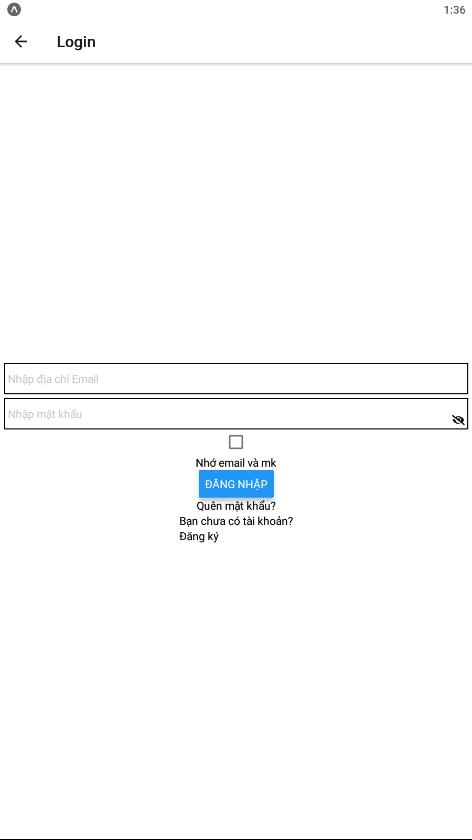 1:36
Login
Nhập địa chỉ Email
Nhập mật khẩu
Nhớ email và mk
ĐĂNG NHẬP
Quên mật khẩu?
Bạn chưa có tài khoản?
Đăng ký